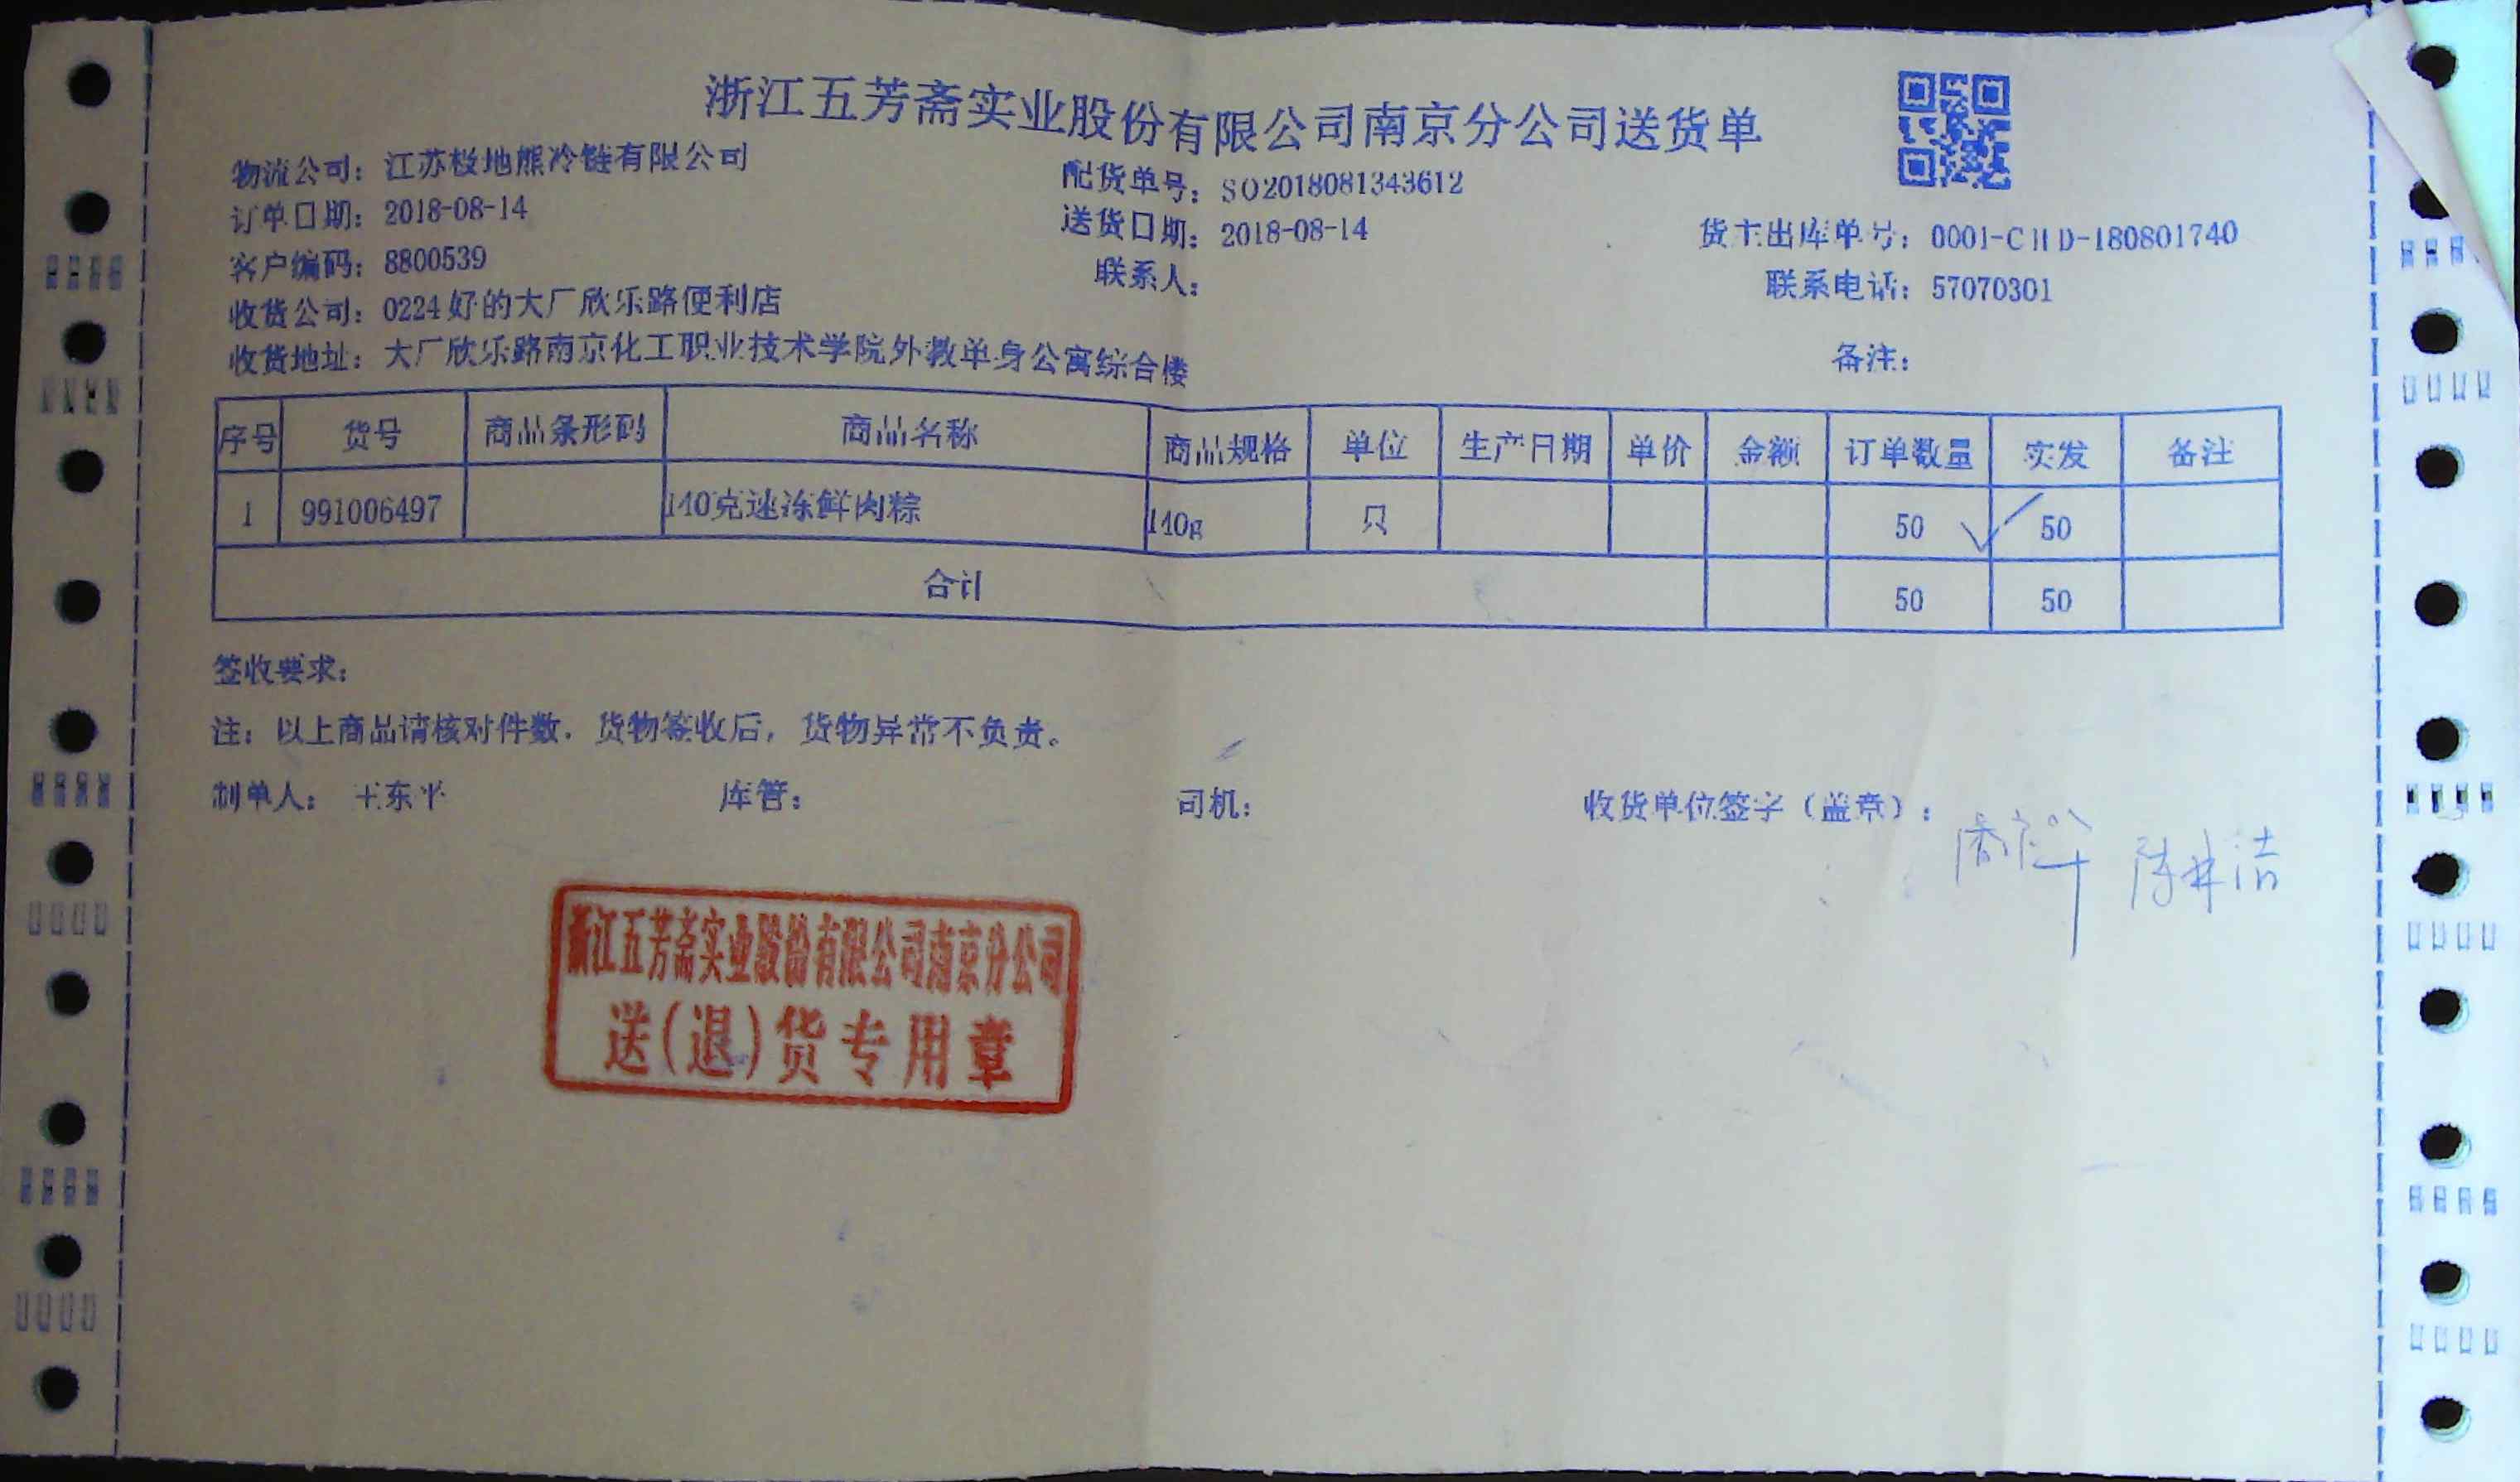 浙江五芳斋实业股份有限公司南京分公司送货单
物流公司：江苏极地熊冷链有限公司
配货单号：SO2018081343612
订单日期：2018-08-14
送货日期：2018-08-14
货主出库单号：0001-CHD-180801740
客户编码：8800539
联系人：
联系电话：57070301
收货公司：0224好的大厂欣乐路便利店
收货地址：大厂欣乐路南京化工职业技术学院外教单身公寓综合楼
备注：
序号 货号 商品条形码 商品名称 商品规格 单位 生产日期 单价 金额 订单数量 实发 备注
1 991006497 140克速冻鲜肉粽 140g 只 50 50
合计 50 50
签收要求：
注：以上商品请核对件数，货物签收后，货物异常不负责。
制单人：王东平 库管： 司机： 收货单位签字（盖章）：
浙江五芳斋实业股份有限公司南京分公司
送(退)货专用章